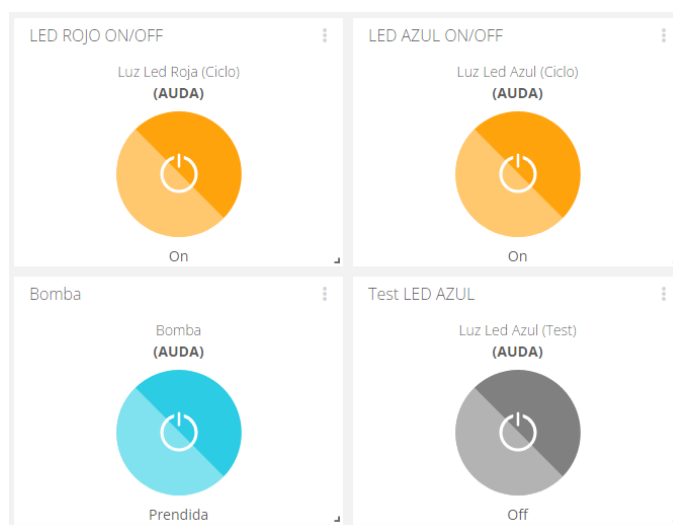 LED ROJO ON/OFF
Luz Led Roja (Ciclo)
(AUDA)
On
LED AZUL ON/OFF
Luz Led Azul (Ciclo)
(AUDA)
On
Bomba
Bomba
(AUDA)
Prendida
Test LED AZUL
Luz Led Azul (Test)
(AUDA)
Off